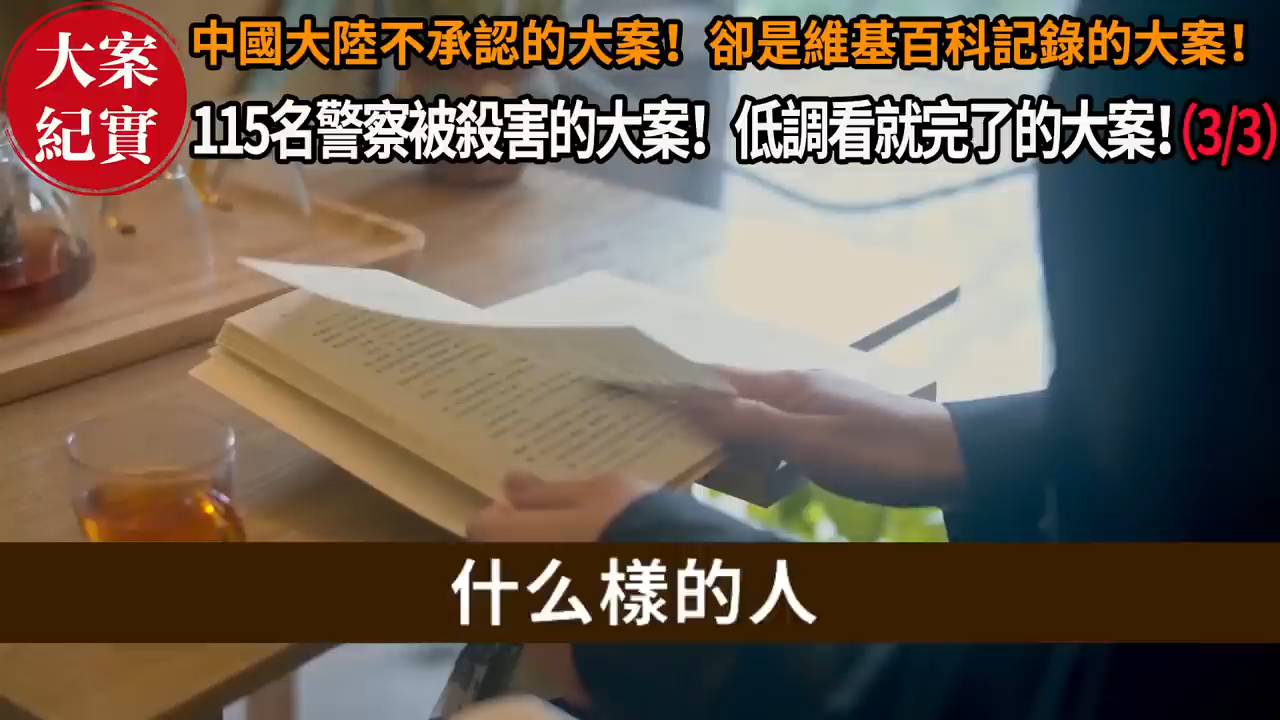 大案
紀實
中國大陸不承認的大案！卻是維基百科記錄的大案！
115名警察被殺害的大案！低調看就完了的大案！(3/3)
什么樣的人